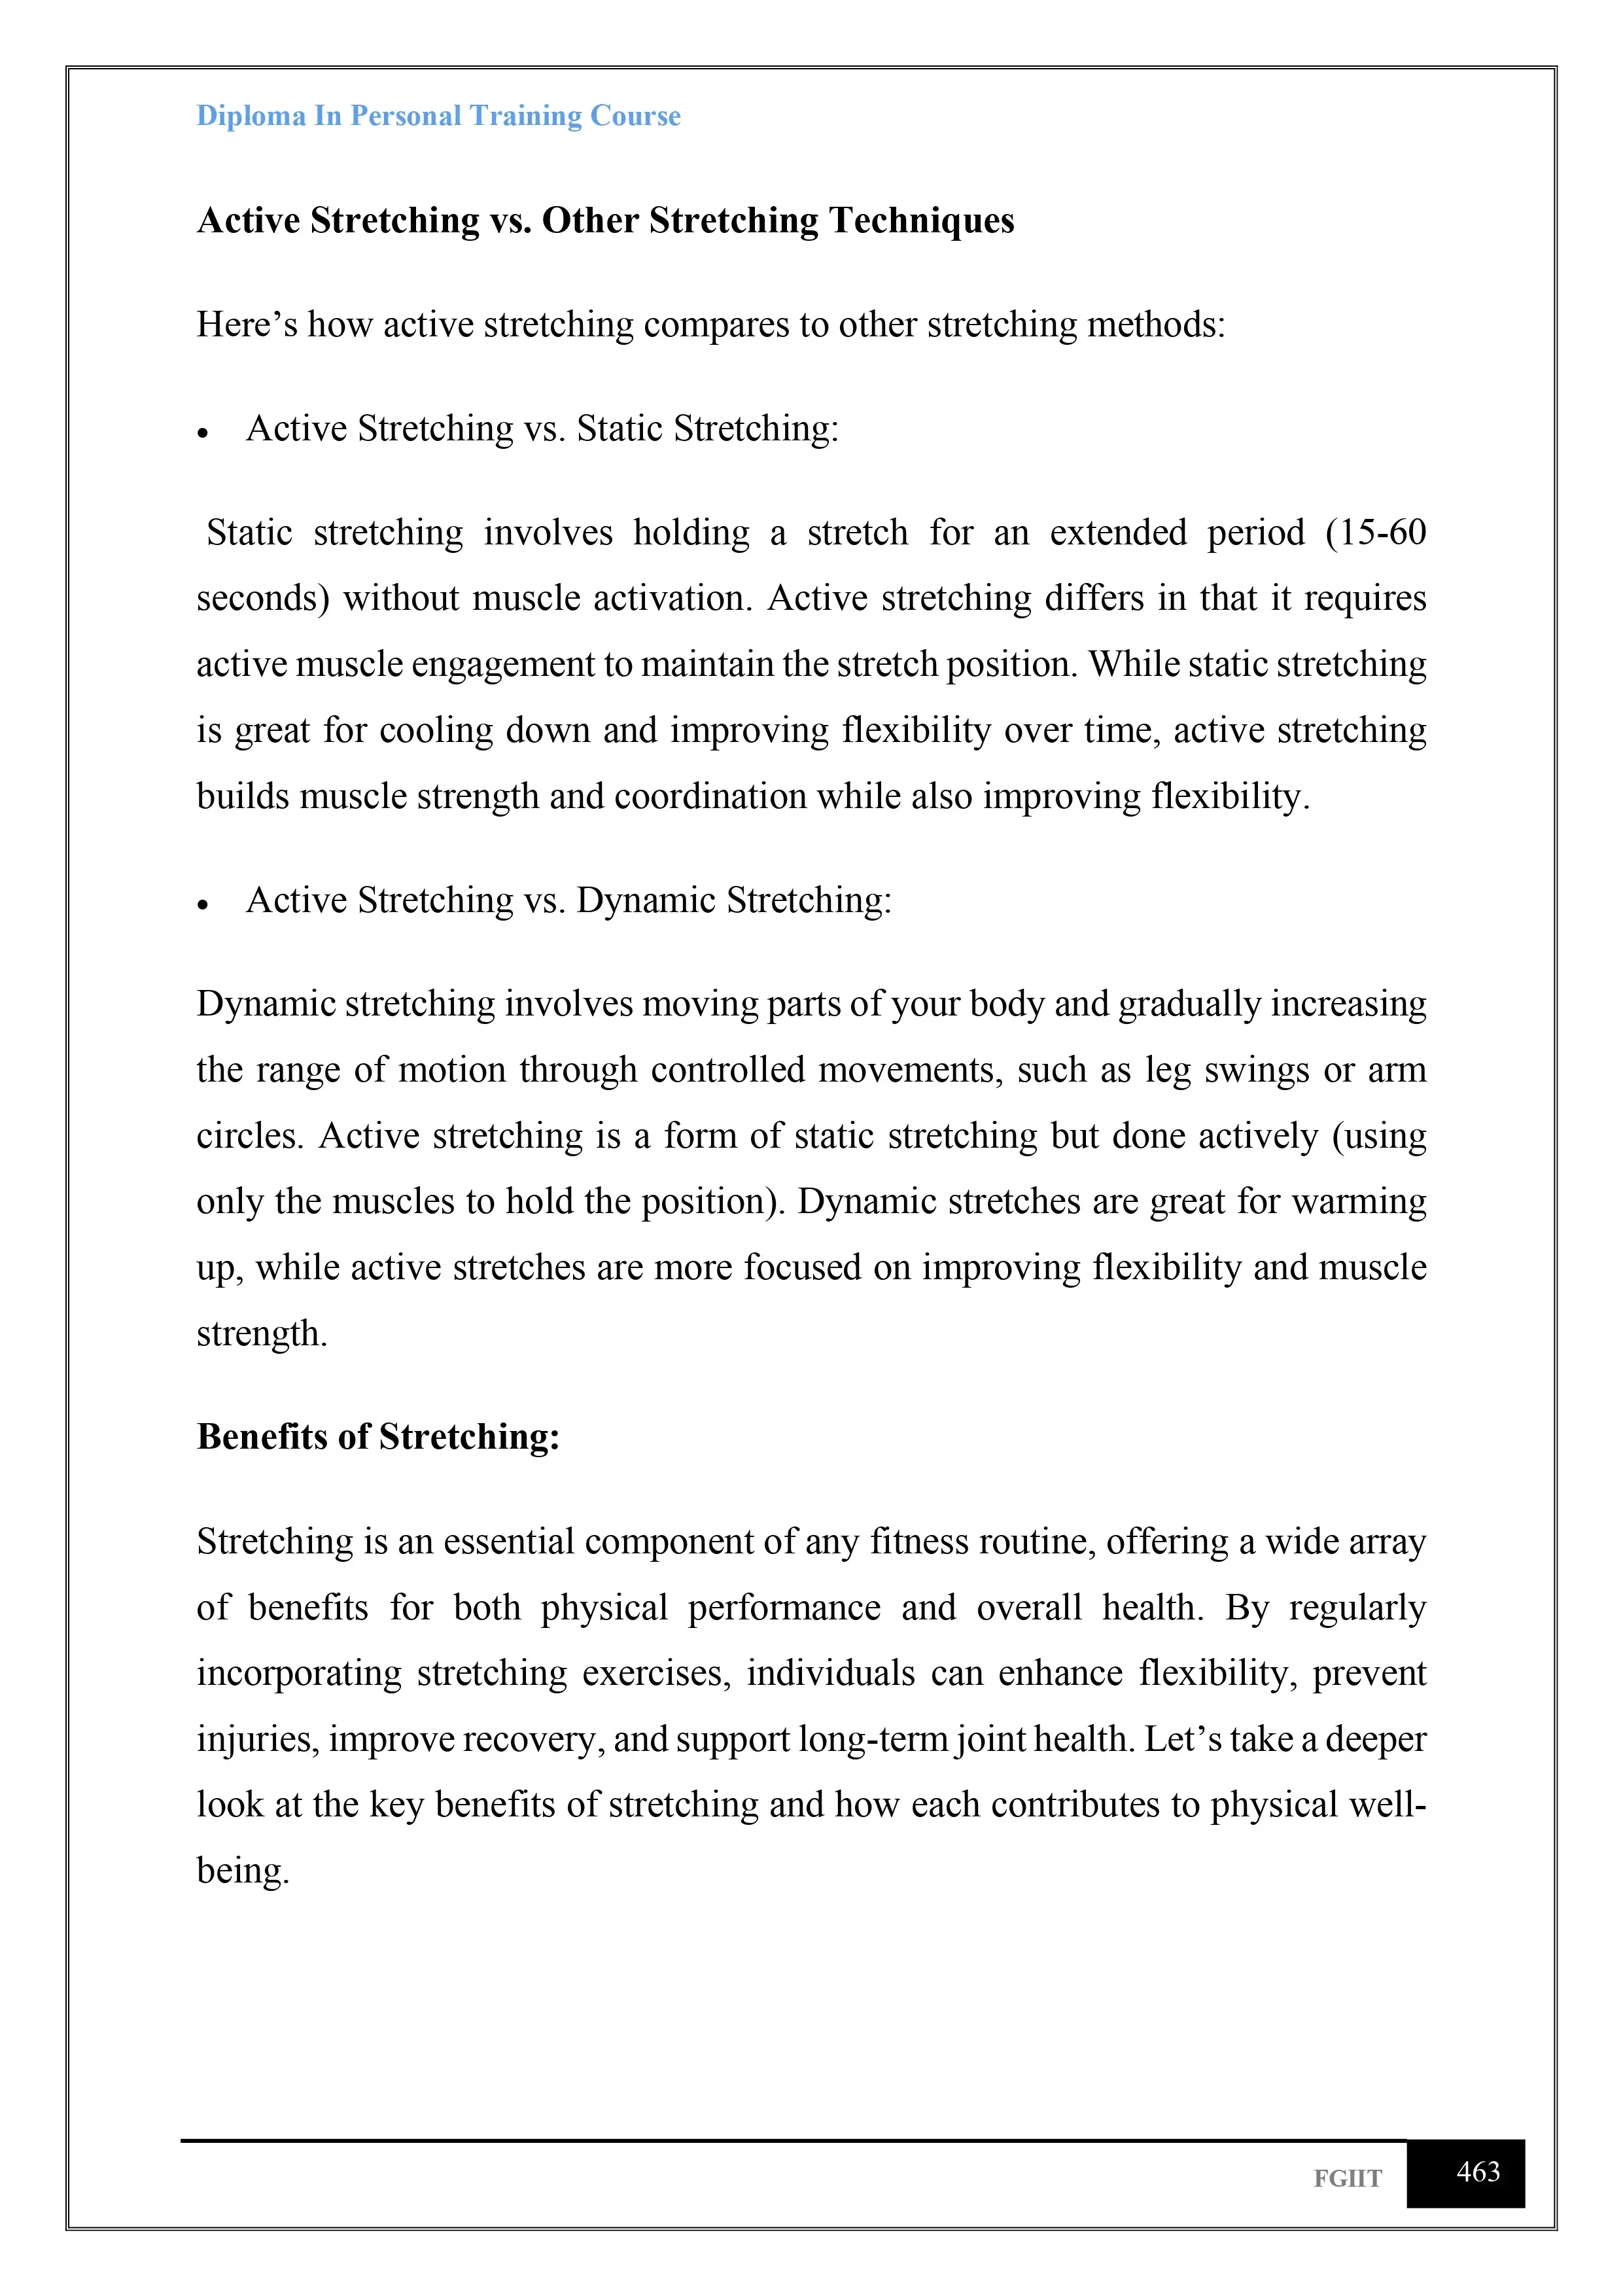 Diploma In Personal Training Course
Active Stretching vs. Other Stretching Techniques
Here’s how active stretching compares to other stretching methods:
• Active Stretching vs. Static Stretching:
Static stretching involves holding a stretch for an extended period (15-60
seconds) without muscle activation. Active stretching differs in that it requires
active muscle engagement to maintain the stretch position. While static stretching
is great for cooling down and improving flexibility over time, active stretching
builds muscle strength and coordination while also improving flexibility.
• Active Stretching vs. Dynamic Stretching:
Dynamic stretching involves moving parts of your body and gradually increasing
the range of motion through controlled movements, such as leg swings or arm
circles. Active stretching is a form of static stretching but done actively (using
only the muscles to hold the position). Dynamic stretches are great for warming
up, while active stretches are more focused on improving flexibility and muscle
strength.
Benefits of Stretching:
Stretching is an essential component of any fitness routine, offering a wide array
of benefits for both physical performance and overall health. By regularly
incorporating stretching exercises, individuals can enhance flexibility, prevent
injuries, improve recovery, and support long-term joint health. Let’s take a deeper
look at the key benefits of stretching and how each contributes to physical well-
being.
FGIIT 463